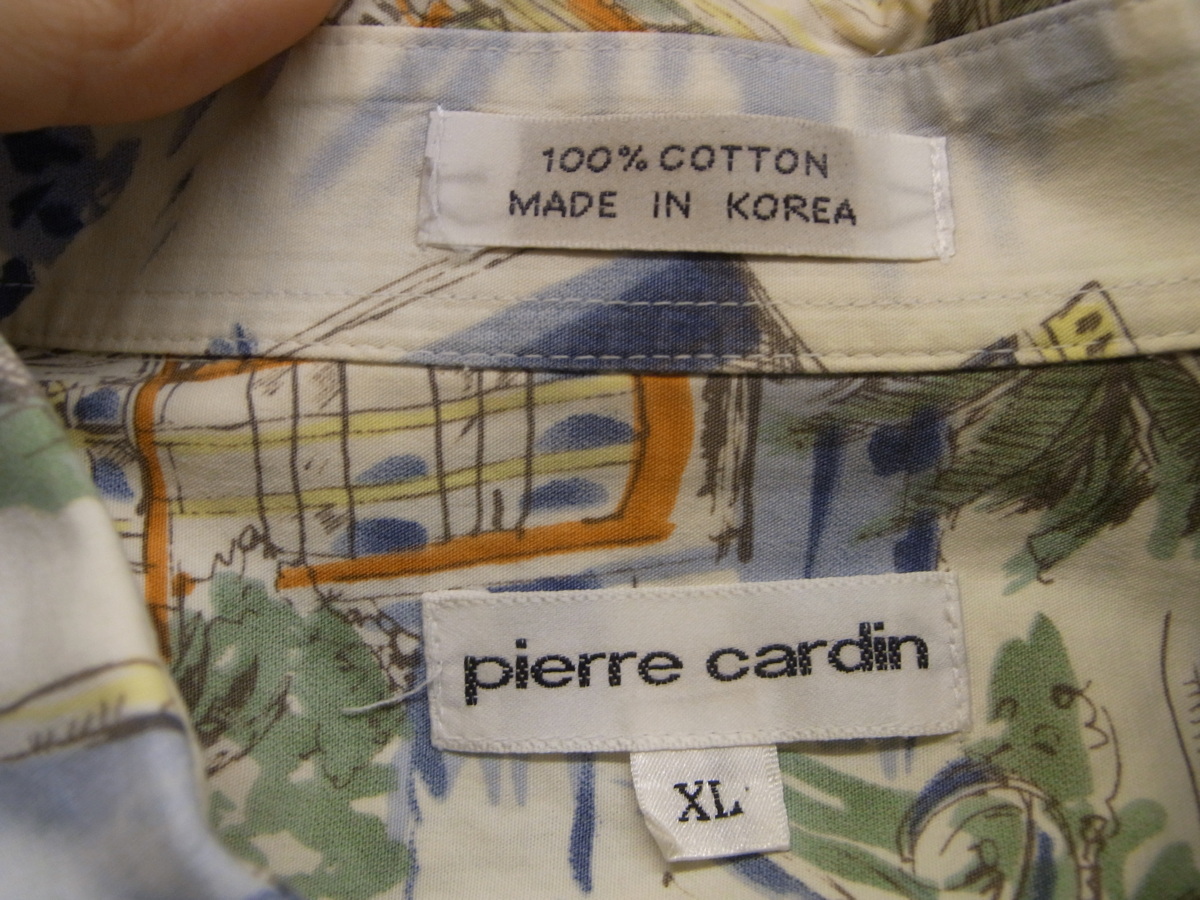 100% COTTON
MADE IN KOREA
pierre cardin
XL